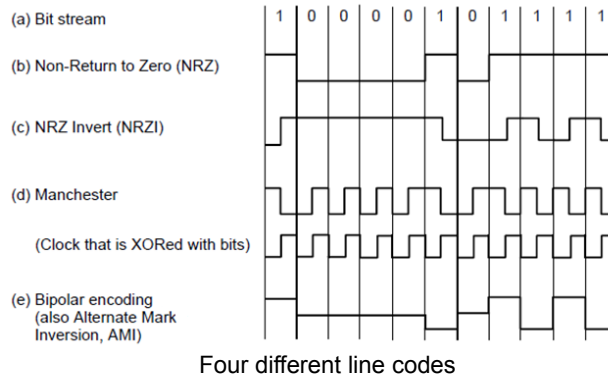 (a) Bit stream 1 0 0 0 0 1 0 1 1 1 1
(b) Non-Return to Zero (NRZ)
(c) NRZ Invert (NRZI)
(d) Manchester
(Clock that is XORed with bits)
(e) Bipolar encoding
(also Alternate Mark
Inversion, AMI)
Four different line codes